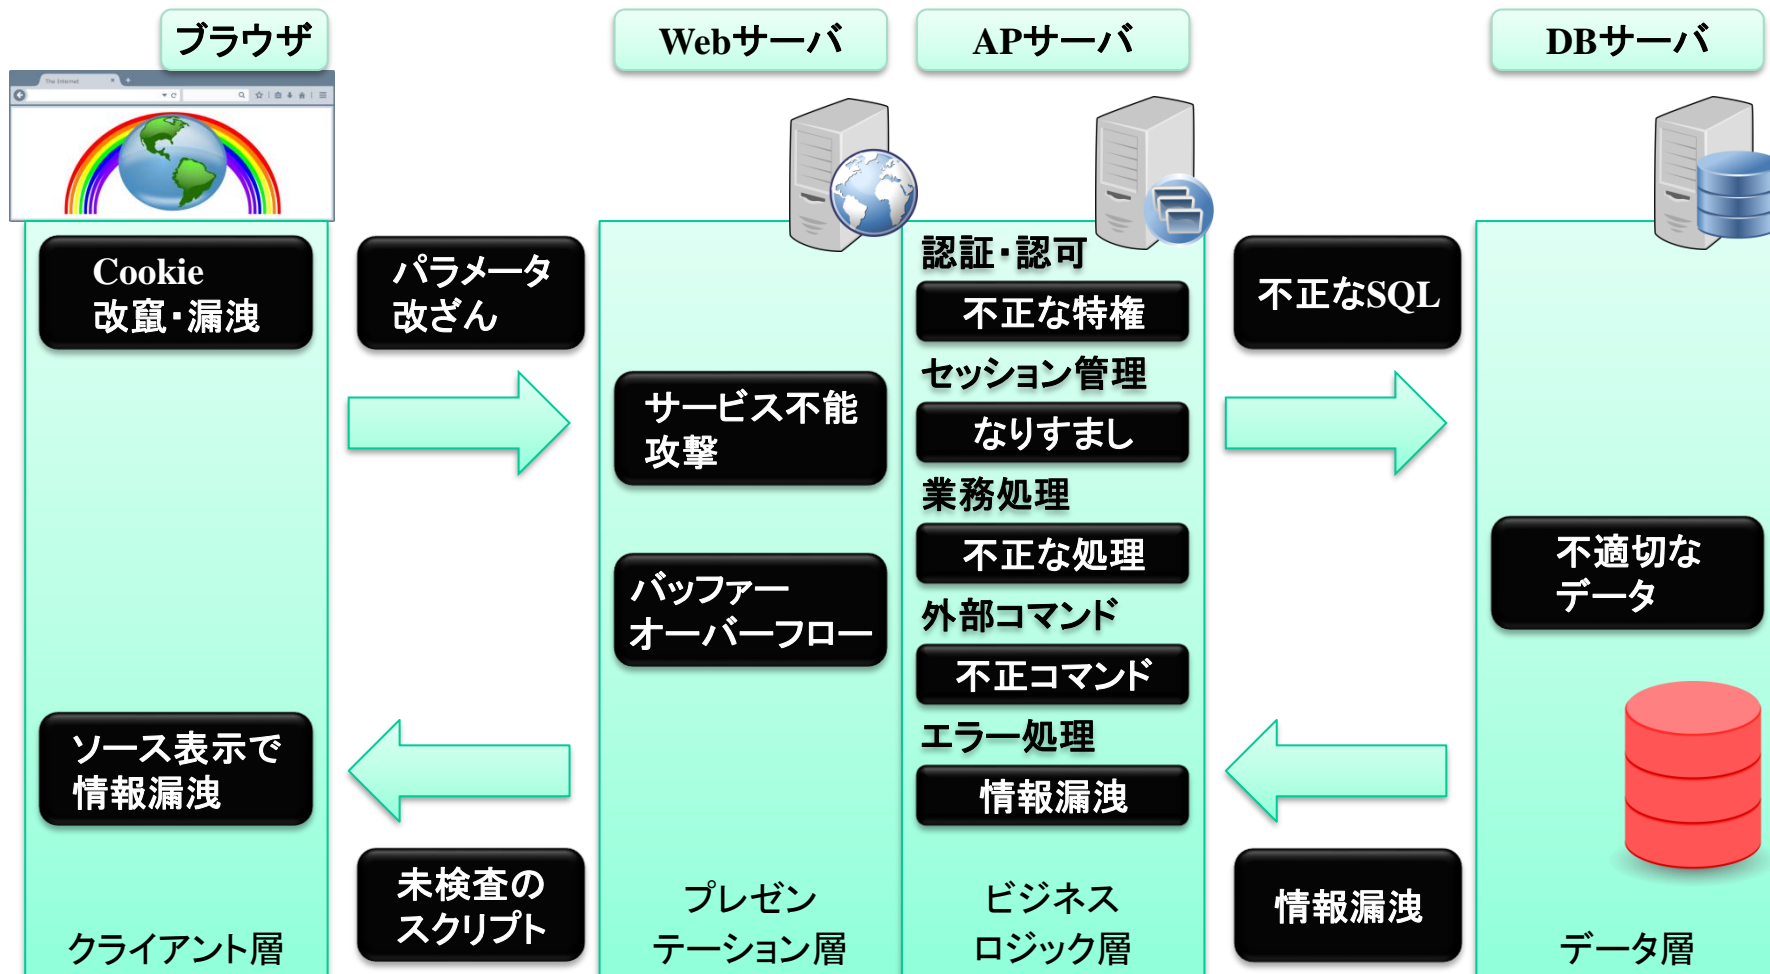 ブラウザ
Webサーバ
APサーバ
DBサーバ
The Internet
Cookie
改竄・漏洩
ソース表示で
情報漏洩
クライアント層
パラメータ
改ざん
未検査の
スクリプト
サービス不能
攻撃
バッファー
オーバーフロー
プレゼン
テーション層
認証・認可
不正な特権
セッション管理
なりすまし
業務処理
不正な処理
外部コマンド
不正コマンド
エラー処理
情報漏洩
ビジネス
ロジック層
不正なSQL
情報漏洩
不適切な
データ
データ層